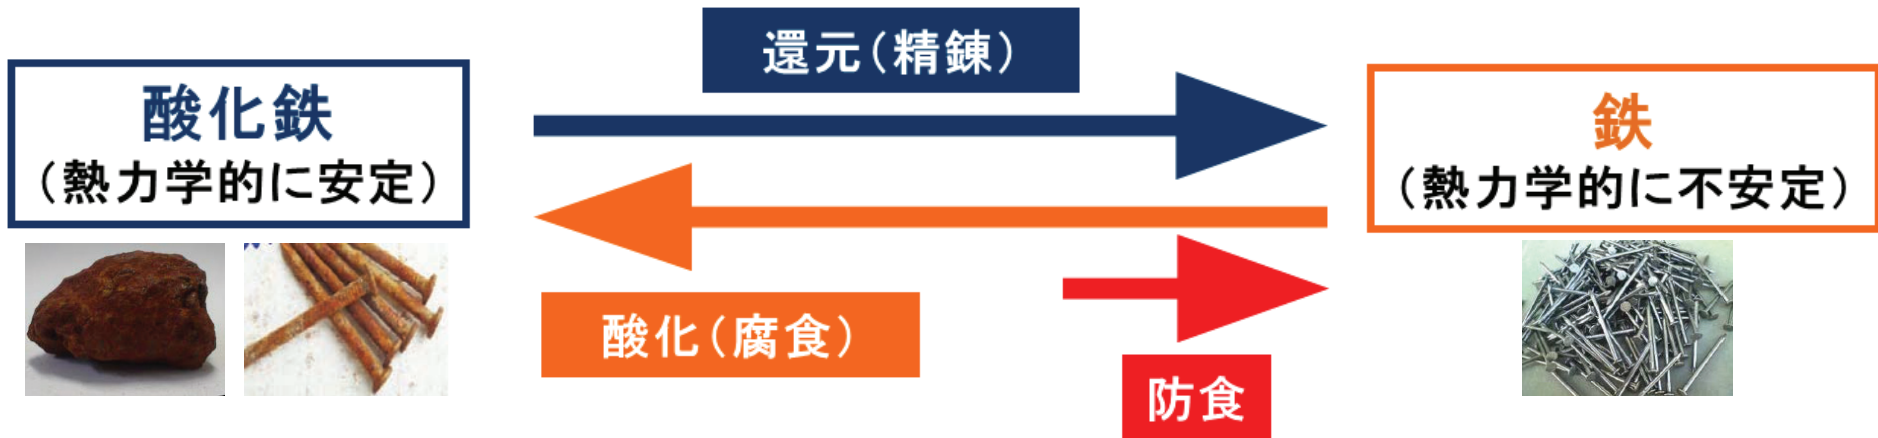 還元(精錬)
酸化鉄
(熱力学的に安定)
鉄
(熱力学的に不安定)
酸化(腐食)
防食